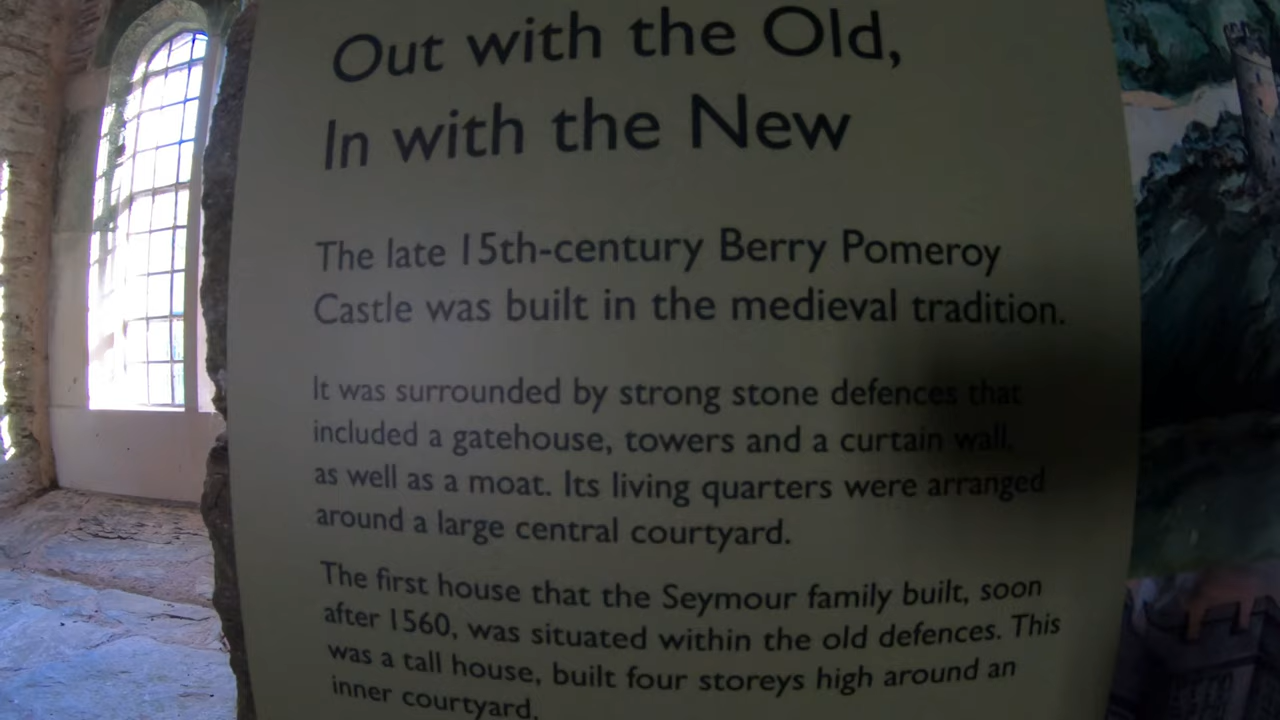 Out with the Old,
In with the New
The late 15th-century Berry Pomeroy
Castle was built in the medieval tradition.
It was surrounded by strong stone defences that
included a gatehouse, towers and a curtain wall,
as well as a moat. Its living quarters were arranged
around a large central courtyard.
The first house that the Seymour family built, soon
after 1560, was situated within the old defences. This
was a tall house, built four storeys high around an
inner courtyard.